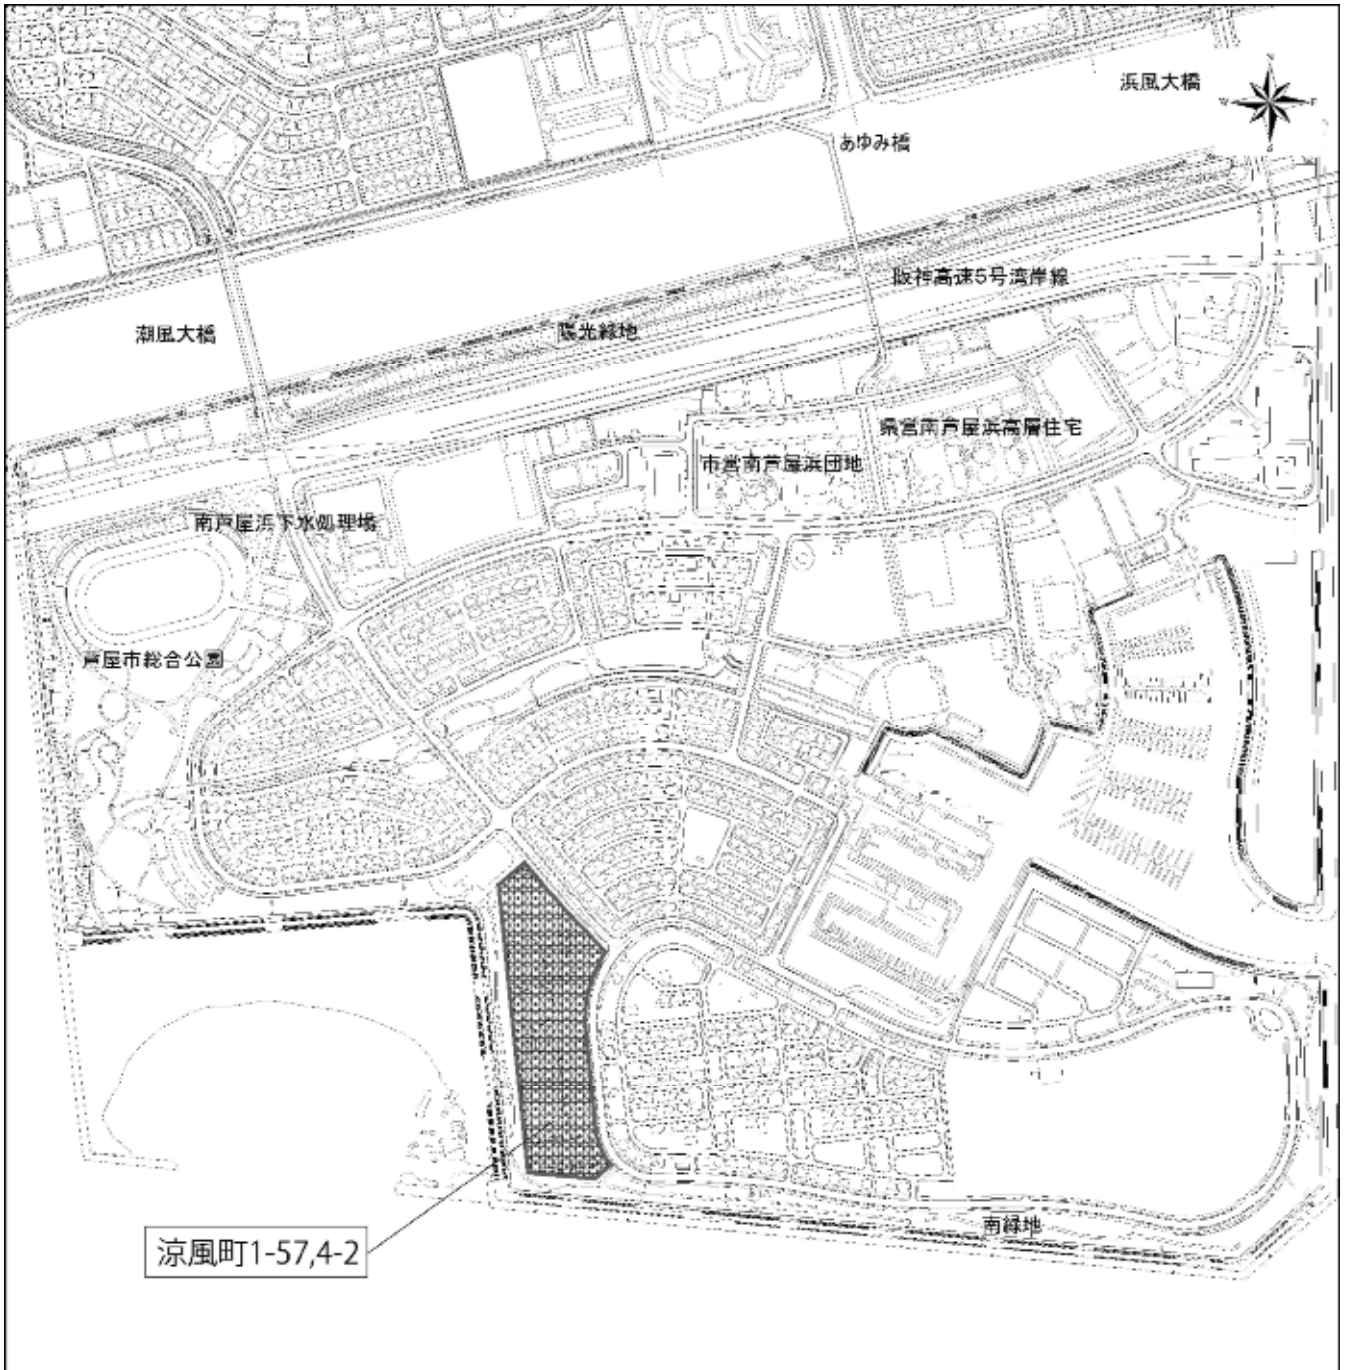 浜風大橋
N
W
E
S
あゆみ橋
阪神高速5号湾岸線
潮風大橋
陽光緑地
県営南芦屋浜高層住宅
市営南芦屋浜団地
南芦屋浜下水処理場
芦屋市総合公園
南緑地
涼風町1-57,4-2